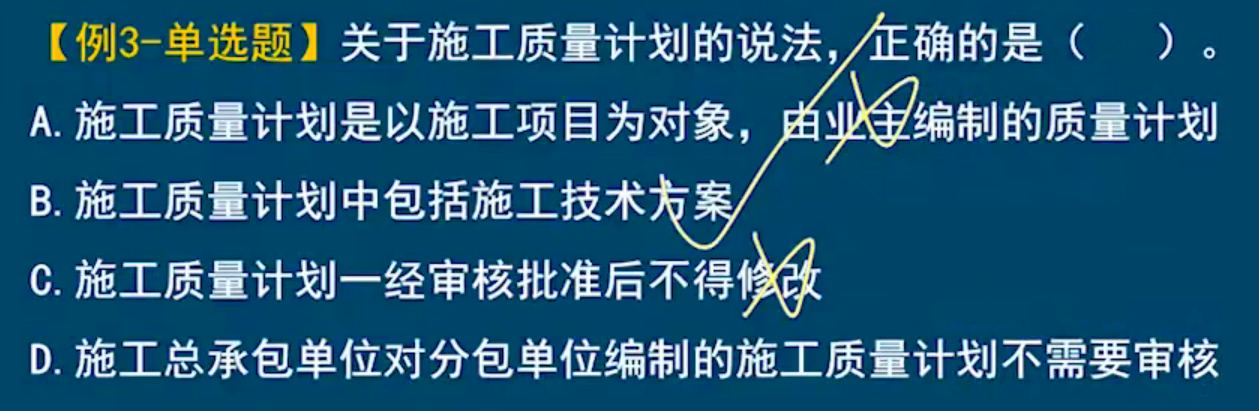 【例3-单选题】关于施工质量计划的说法，正确的是（　　）。
A.施工质量计划是以施工项目为对象，由业主编制的质量计划
B.施工质量计划中包括施工技术方案
C.施工质量计划一经审核批准后不得修改
D.施工总承包单位对分包单位编制的施工质量计划不需要审核